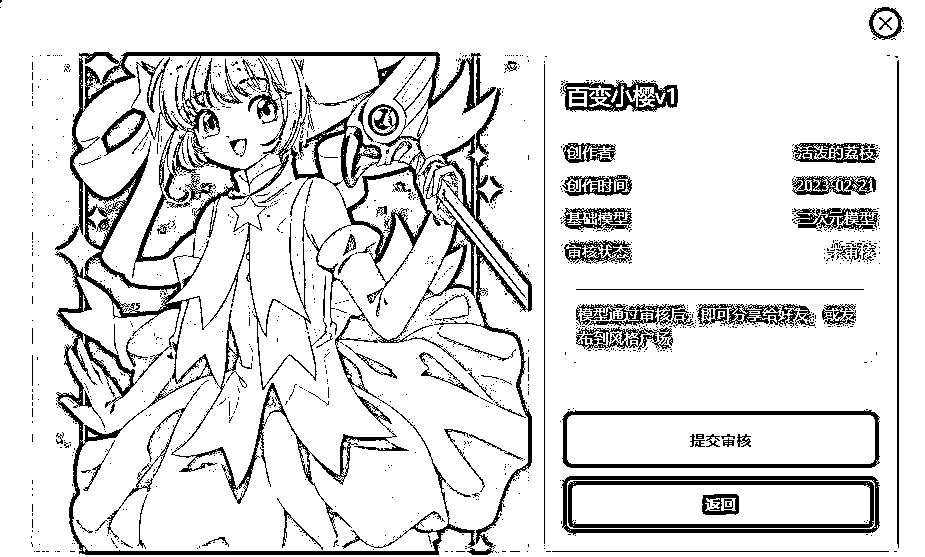 百变小樱v1
创作者 活泼的荔枝
创作时间 2023-02-21
基础模型 二次元模型
审核状态 未审核
模型通过审核后，即可分享给好友，或发
布到风格广场
提交审核
返回